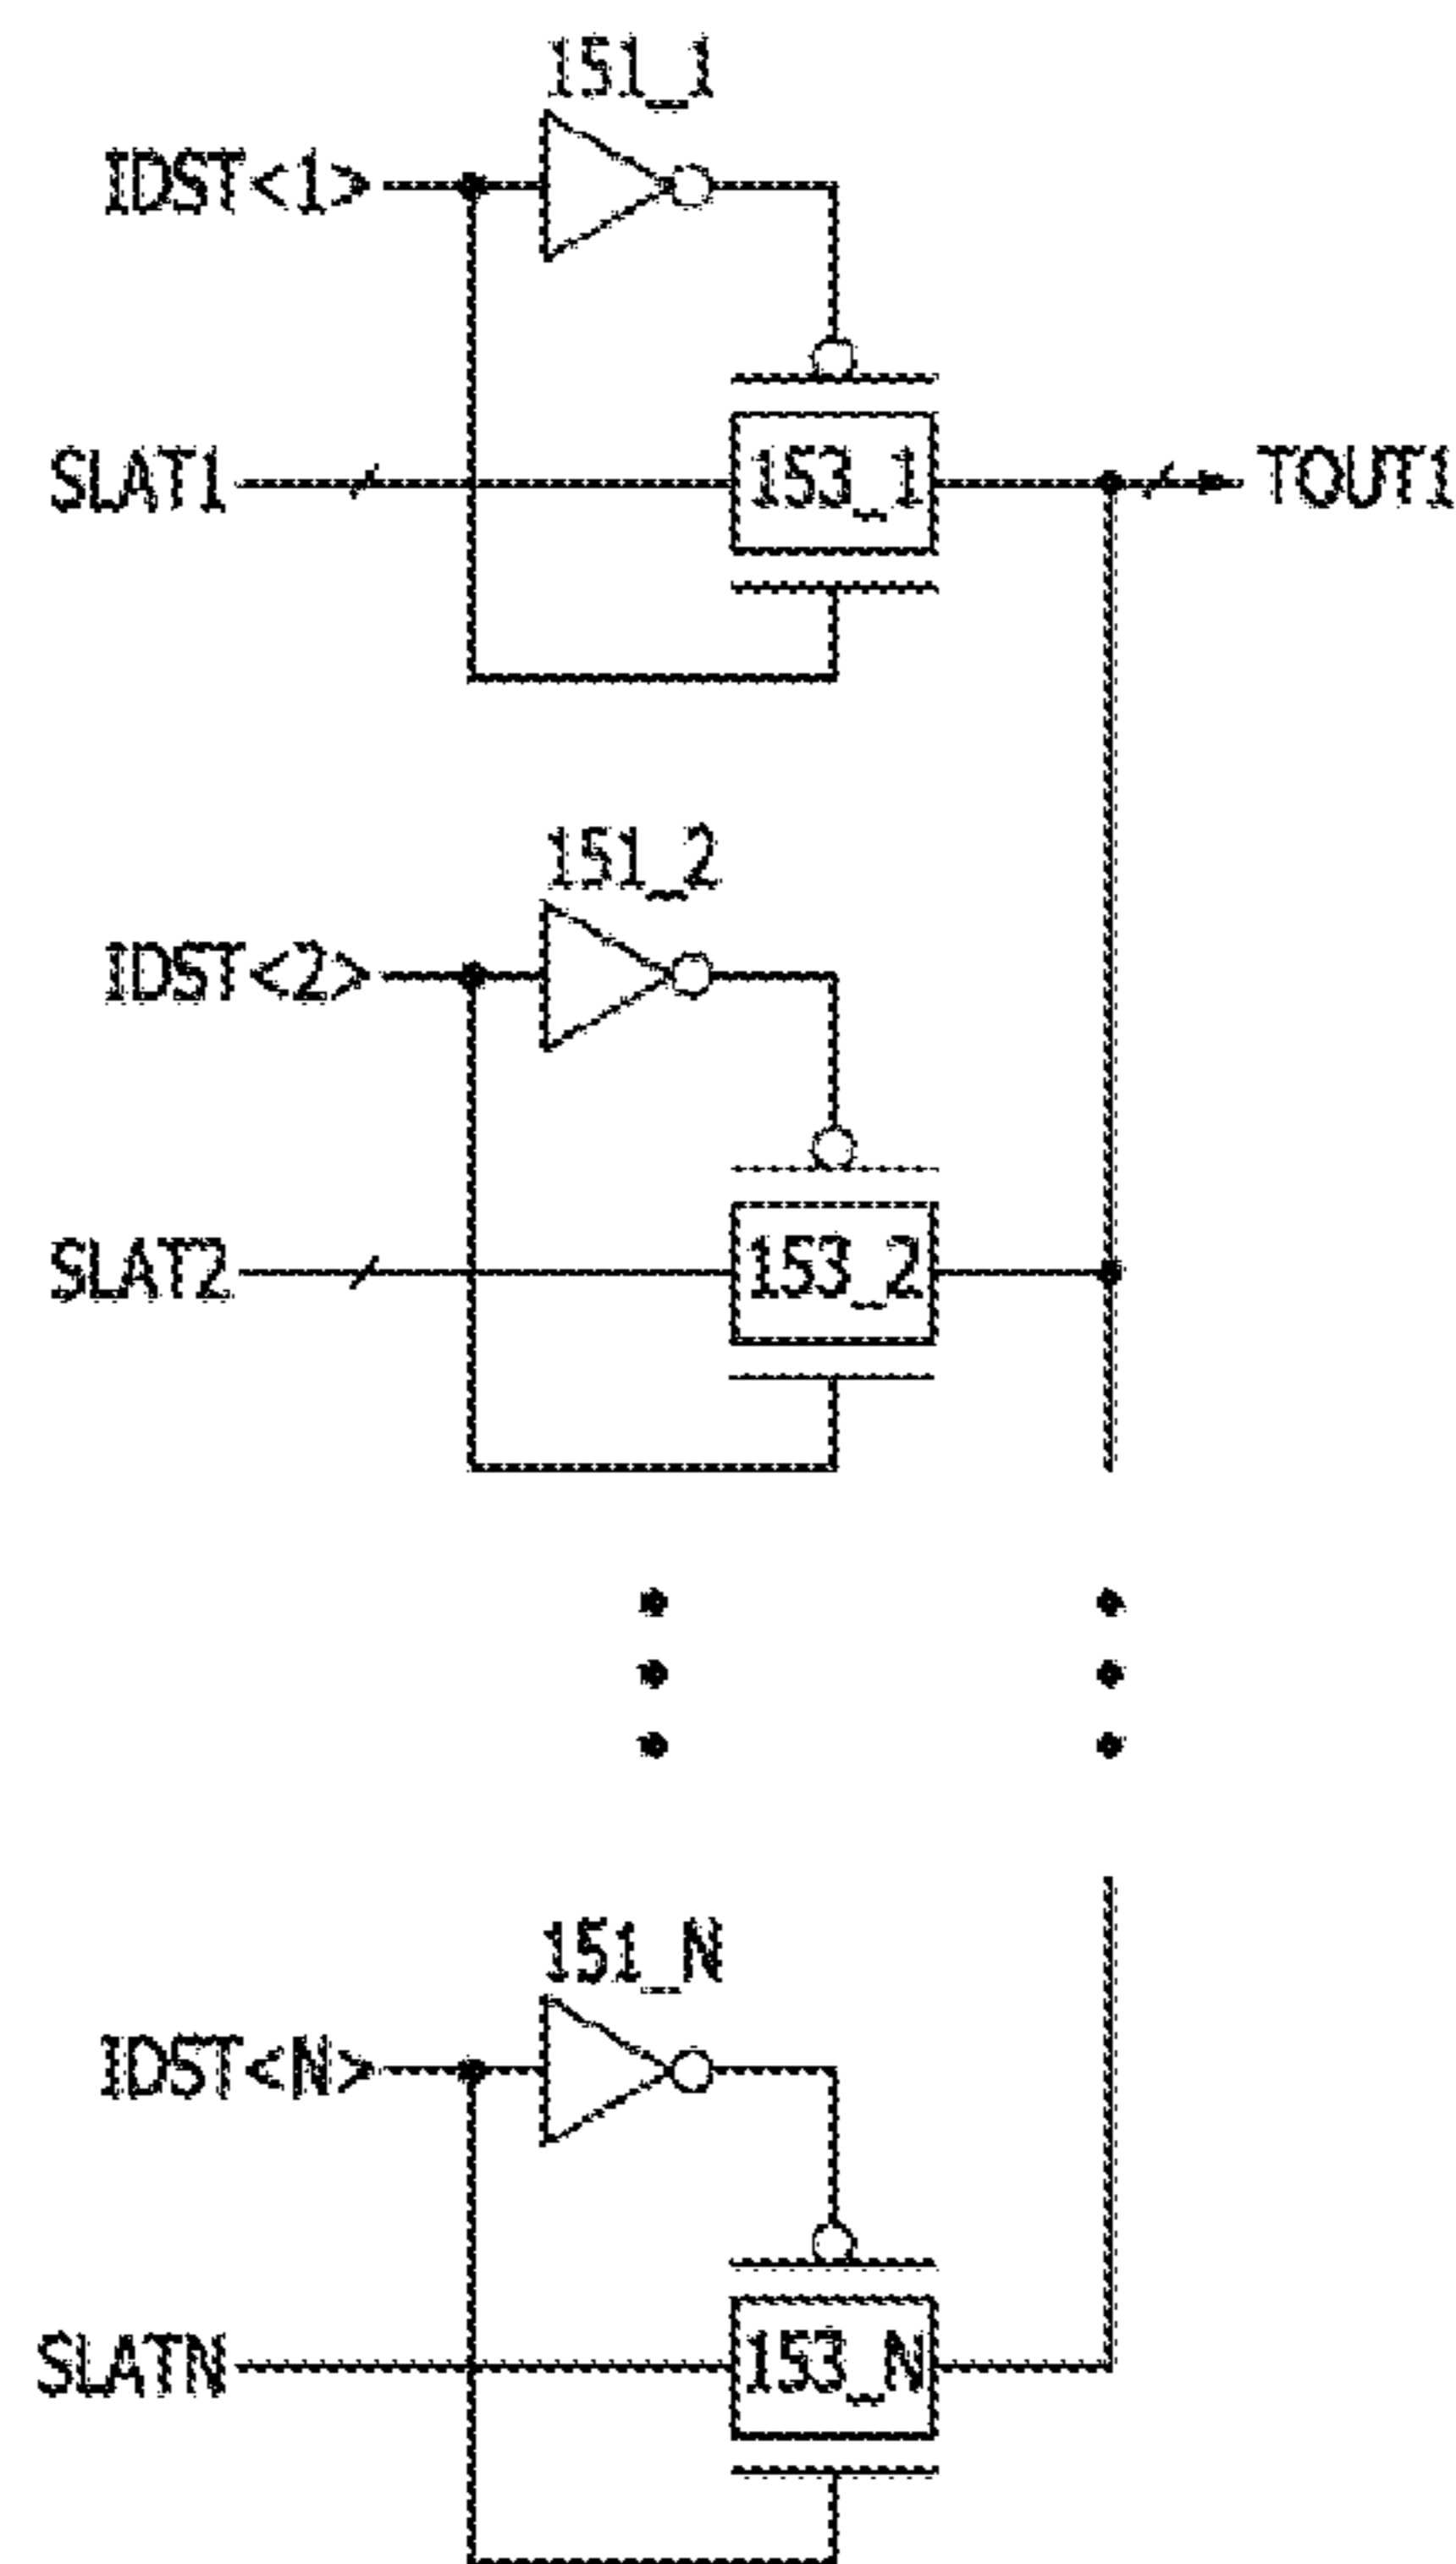 151_1
IDST<1>
SLAT1
153_1
TOUT1
151_2
IDST<2>
SLAT2
153_2
151_N
IDST<N>
SLATN
153_N